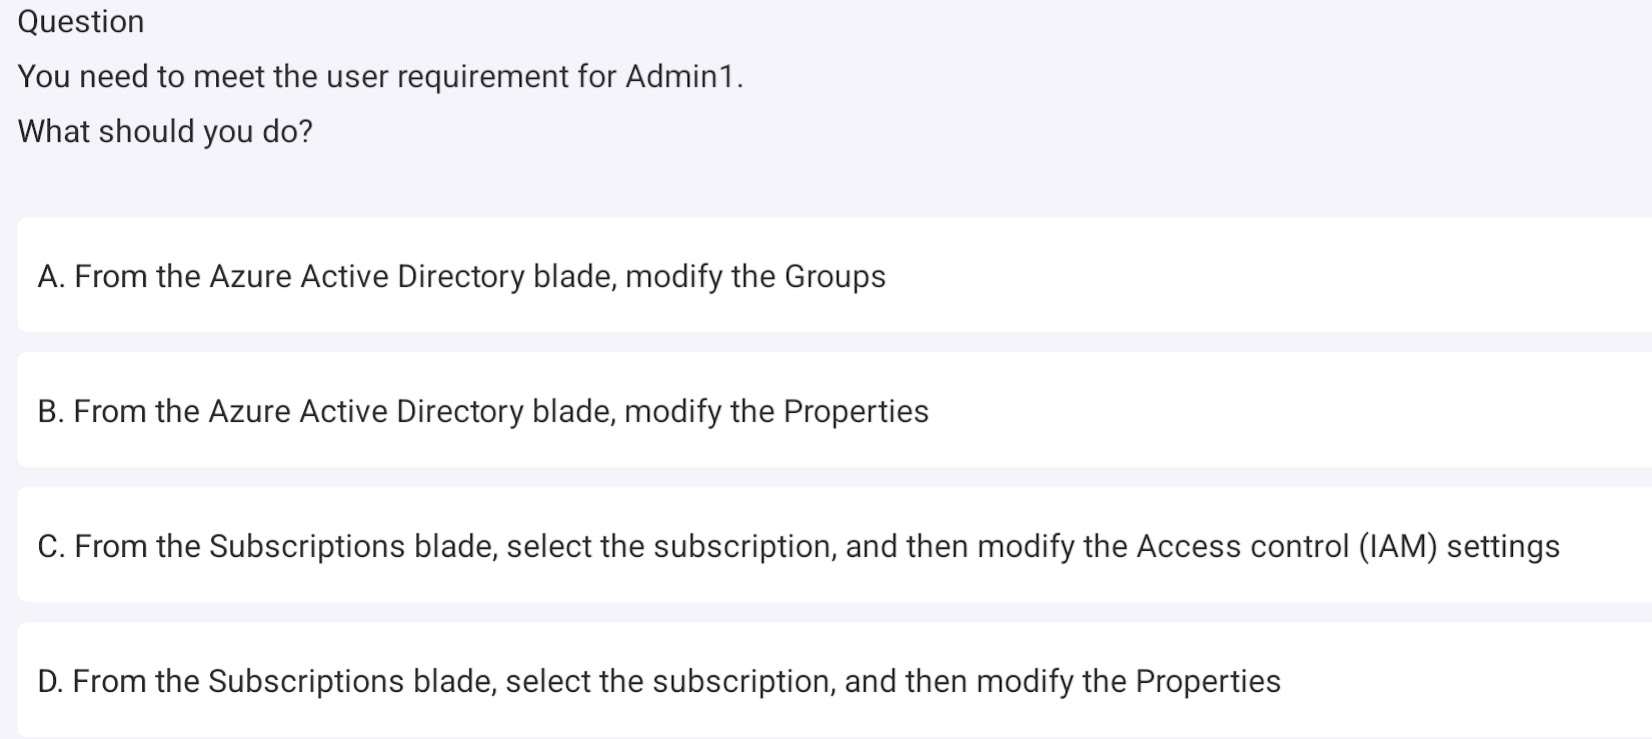 Question
You need to meet the user requirement for Admin1.
What should you do?
A. From the Azure Active Directory blade, modify the Groups
B. From the Azure Active Directory blade, modify the Properties
C. From the Subscriptions blade, select the subscription, and then modify the Access control (IAM) settings
D. From the Subscriptions blade, select the subscription, and then modify the Properties